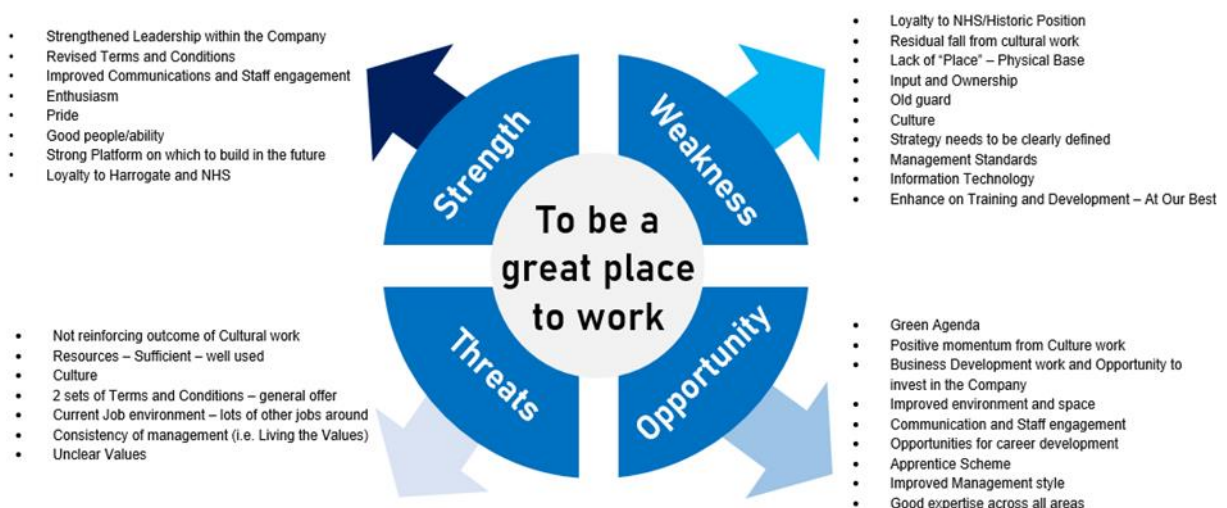 • Strengthened Leadership within the Company
• Revised Terms and Conditions
• Improved Communications and Staff engagement
• Enthusiasm
• Pride
• Good people/ability
• Strong Platform on which to build in the future
• Loyalty to Harrogate and NHS
• Loyalty to NHS/Historic Position
• Residual fall from cultural work
• Lack of “Place” – Physical Base
• Input and Ownership
• Old guard
• Culture
• Strategy needs to be clearly defined
• Management Standards
• Information Technology
• Enhance on Training and Development – At Our Best
Strength
Weakness
To be a
great place
to work
Threats
Opportunity
• Not reinforcing outcome of Cultural work
• Resources – Sufficient – well used
• Culture
• 2 sets of Terms and Conditions – general offer
• Current Job environment – lots of other jobs around
• Consistency of management (i.e. Living the Values)
• Unclear Values
• Green Agenda
• Positive momentum from Culture work
• Business Development work and Opportunity to
invest in the Company
• Improved environment and space
• Communication and Staff engagement
• Opportunities for career development
• Apprentice Scheme
• Improved Management style
• Good expertise across all areas